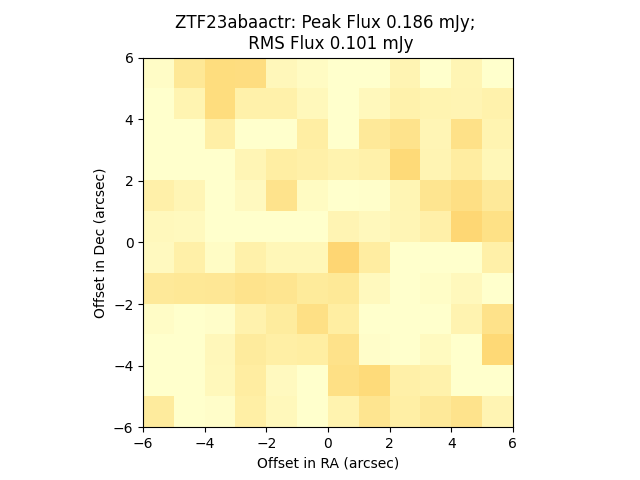 ZTF23abaactr: Peak Flux 0.186 mJy;
RMS Flux 0.101 mJy
6
4
2
0
−2
−4
−6
Offset in Dec (arcsec)
−6 −4 −2 0 2 4 6
Offset in RA (arcsec)